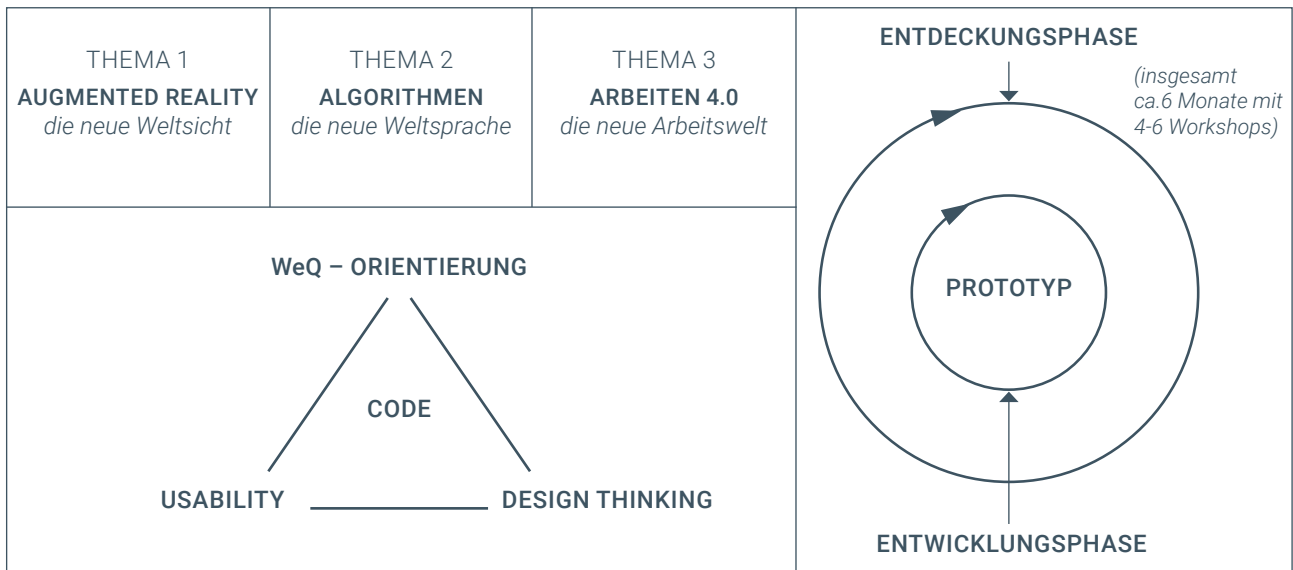 THEMA 1
AUGMENTED REALITY
die neue Weltsicht
THEMA 2
ALGORITHMEN
die neue Weltsprache
THEMA 3
ARBEITEN 4.0
die neue Arbeitswelt
WeQ – ORIENTIERUNG
CODE
USABILITY
DESIGN THINKING
ENTDECKUNGSPHASE
(insgesamt
ca.6 Monate mit
4-6 Workshops)
PROTOTYP
ENTWICKLUNGSPHASE